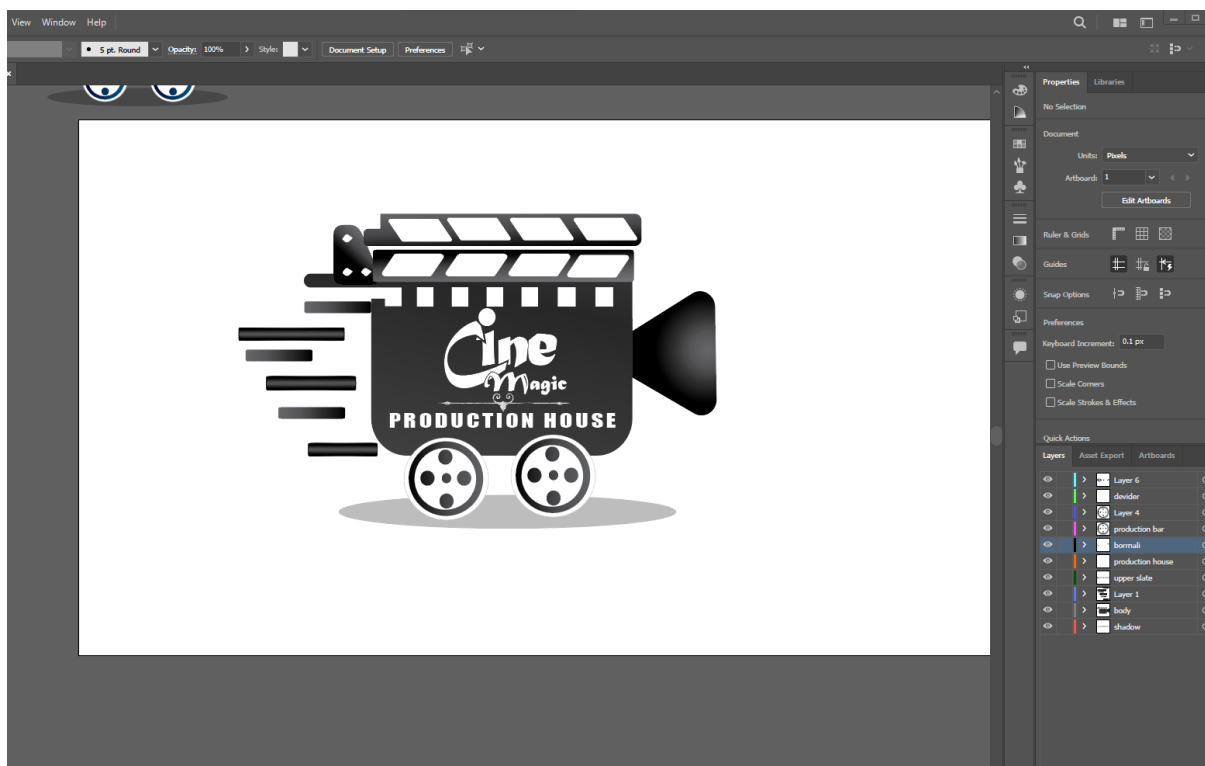 View Window Help
5 pt. Round Opacity: 100% Style: Document Setup Preferences
Properties Libraries
No Selection
Document
Units: Pixels
Artboard: 1
Edit Artboards
Ruler & Grids
Guides
Snap Options
Preferences
Keyboard Increment: 0.1 px
Use Preview Bounds
Scale Corners
Scale Strokes & Effects
Quick Actions
Layers Asset Export Artboards
Layer 6
devider
Layer 4
production bar
bormali
production house
upper slate
Layer 1
body
shadow
Cine
Magic
PRODUCTION HOUSE